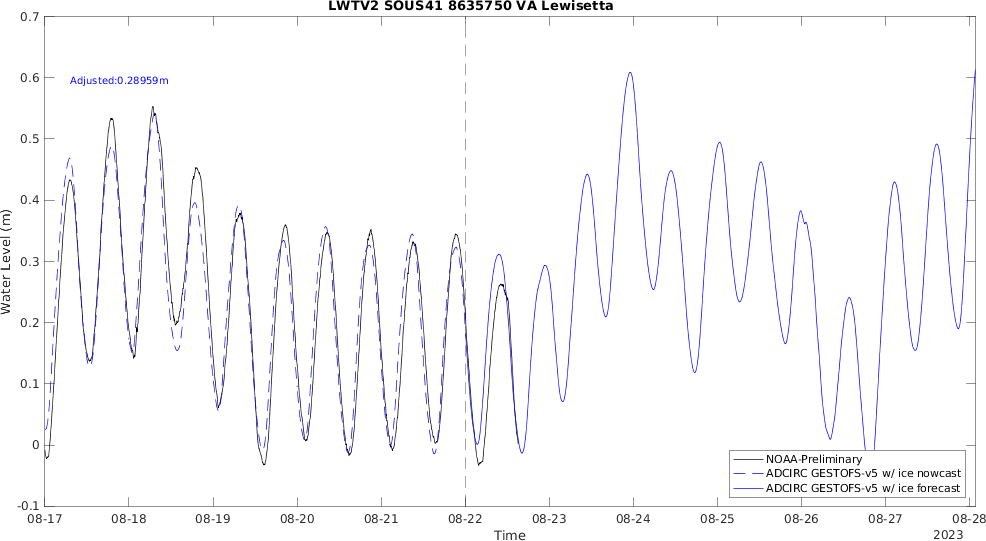 LWTV2 SOUS41 8635750 VA Lewisetta
0.7
0.6
0.5
0.4
0.3
0.2
0.1
0
-0.1
Water Level (m)
Adjusted:0.28959m
NOAA-Preliminary
ADCIRC GESTOFS-v5 w/ ice nowcast
ADCIRC GESTOFS-v5 w/ ice forecast
08-17 08-18 08-19 08-20 08-21 08-22 08-23 08-24 08-25 08-26 08-27 08-28
Time
2023